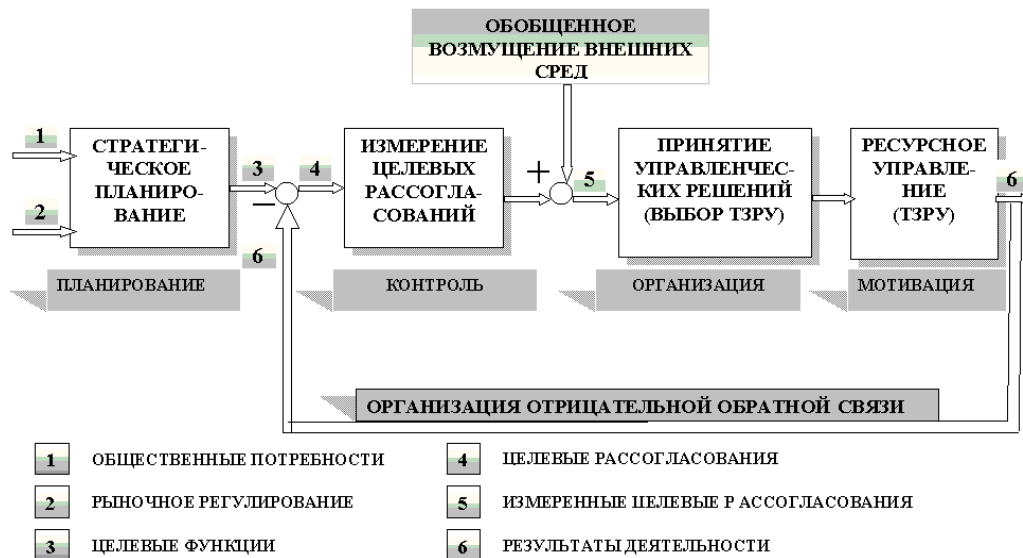 ОБОБЩЕННОЕ
ВОЗМУЩЕНИЕ ВНЕШНИХ
СРЕД
1
2
СТРАТЕГИ-
ЧЕСКОЕ
ПЛАНИРО-
ВАНИЕ
3
–
6
4
ИЗМЕРЕНИЕ
ЦЕЛЕВЫХ
РАССОГЛА-
СОВАНИЙ
+
5
ПРИНЯТИЕ
УПРАВЛЕНЧЕС-
КИХ РЕШЕНИЙ
(ВЫБОР ТЗРУ)
РЕСУРСНОЕ
УПРАВЛЕ-
НИЕ
(ТЗРУ)
6
ПЛАНИРОВАНИЕ
КОНТРОЛЬ
ОРГАНИЗАЦИЯ
МОТИВАЦИЯ
ОРГАНИЗАЦИЯ ОТРИЦАТЕЛЬНОЙ ОБРАТНОЙ СВЯЗИ
1 ОБЩЕСТВЕННЫЕ ПОТРЕБНОСТИ
2 РЫНОЧНОЕ РЕГУЛИРОВАНИЕ
3 ЦЕЛЕВЫЕ ФУНКЦИИ
4 ЦЕЛЕВЫЕ РАССОГЛАСОВАНИЯ
5 ИЗМЕРЕННЫЕ ЦЕЛЕВЫЕ Р АССОГЛАСОВАНИЯ
6 РЕЗУЛЬТАТЫ ДЕЯТЕЛЬНОСТИ